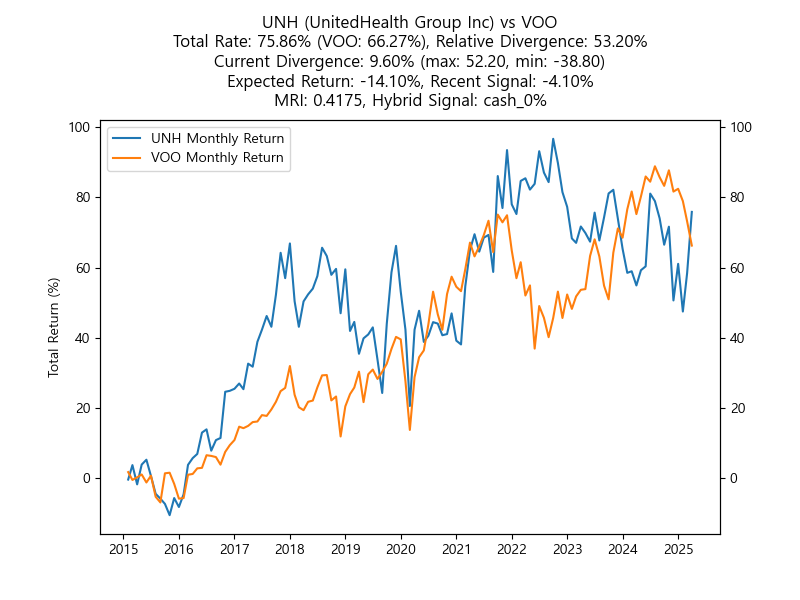 UNH (UnitedHealth Group Inc) vs VOO
Total Rate: 75.86% (VOO: 66.27%), Relative Divergence: 53.20%
Current Divergence: 9.60% (max: 52.20, min: -38.80)
Expected Return: -14.10%, Recent Signal: -4.10%
MRI: 0.4175, Hybrid Signal: cash_0%
UNH Monthly Return
VOO Monthly Return
Total Return (%)
100
80
60
40
20
0
100
80
60
40
20
0
2015 2016 2017 2018 2019 2020 2021 2022 2023 2024 2025